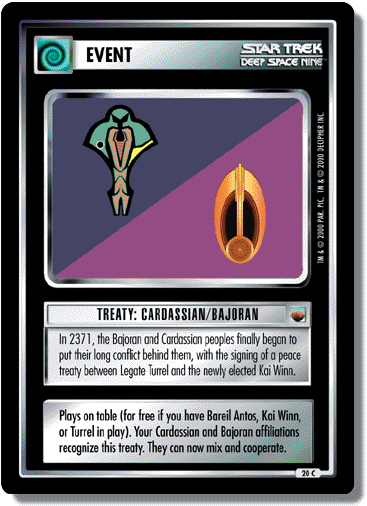 EVENT
STAR TREK
DEEP SPACE NINE™
TM & © 2000 PAR. PIC. TM & © 2000 DECIPHER INC.
TREATY: CARDASSIAN/BAJORAN
In 2371, the Bajoran and Cardassian peoples finally began to
put their long conflict behind them, with the signing of a peace
treaty between Legate Turrel and the newly elected Kai Winn.
Plays on table (for free if you have Bareil Antos, Kai Winn,
or Turrel in play). Your Cardassian and Bajoran affiliations
recognize this treaty. They can now mix and cooperate.
20 C